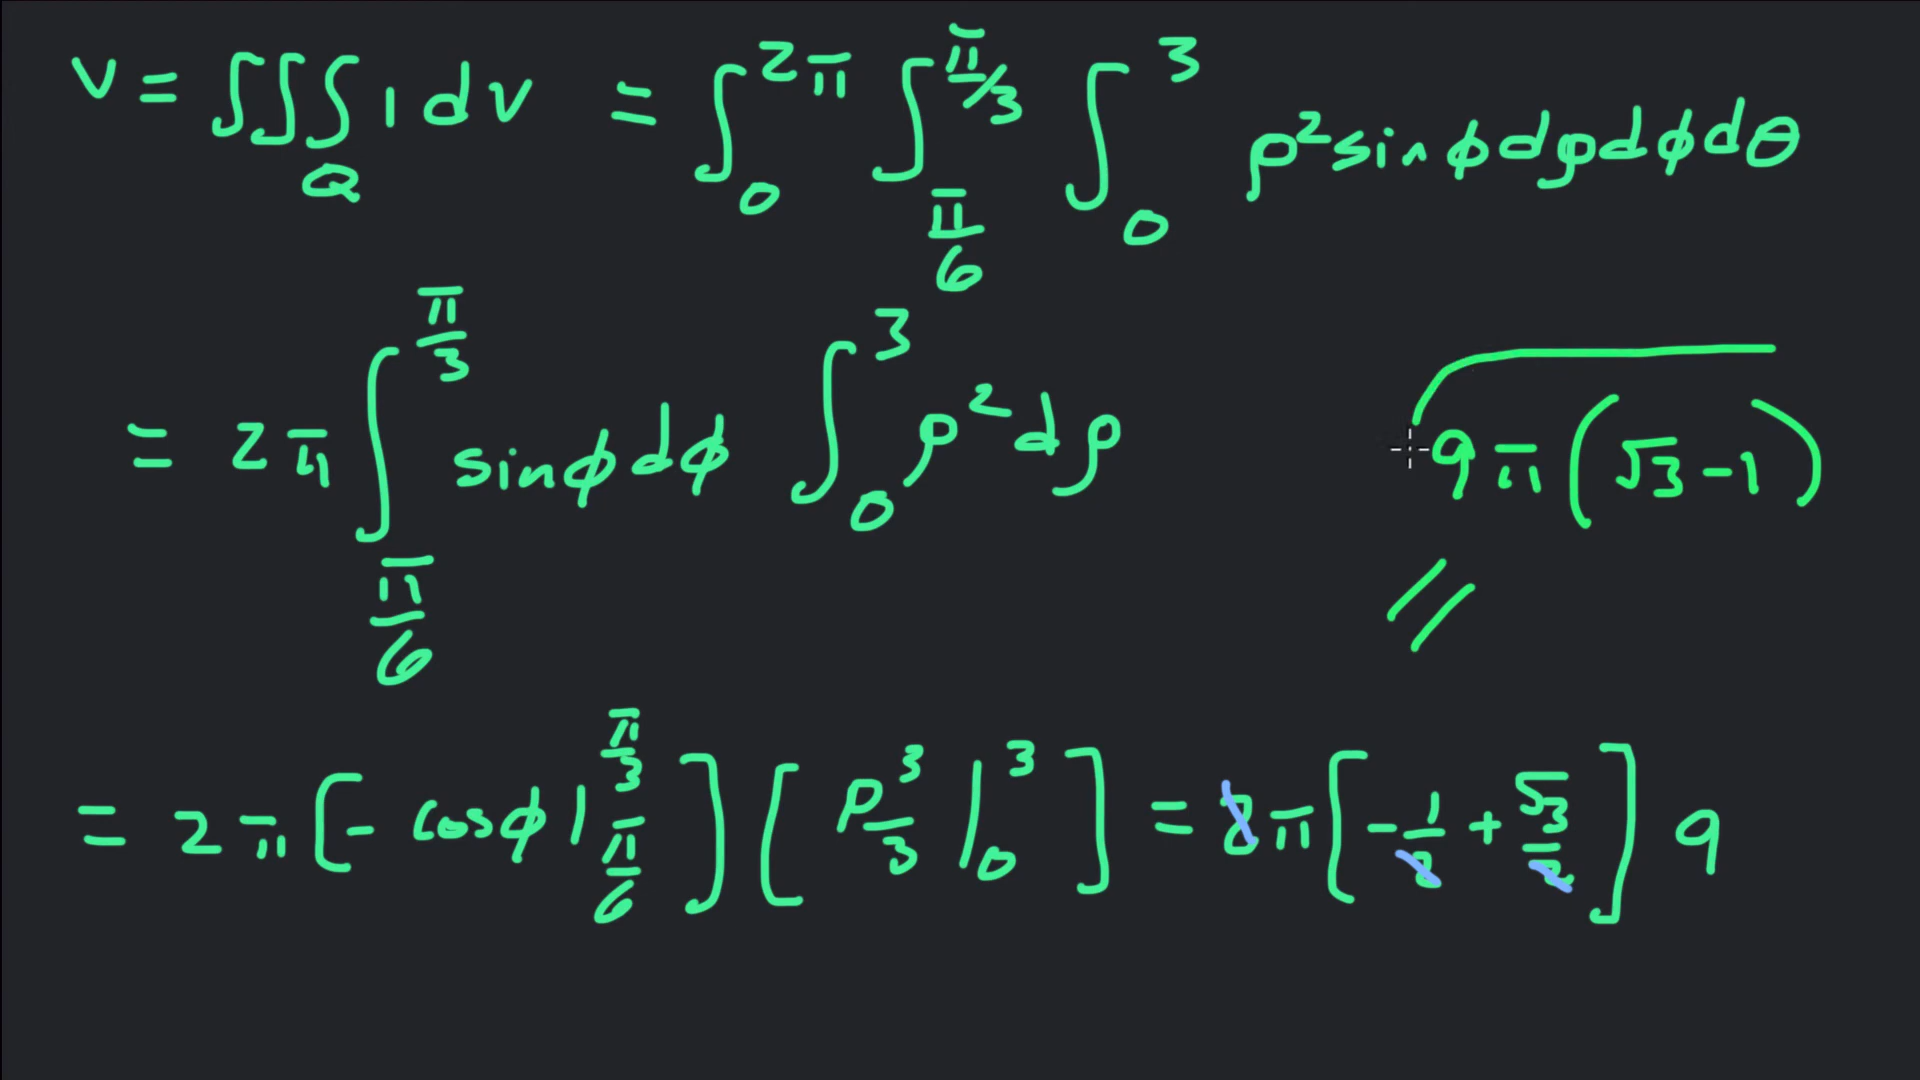 V = ∭_Q 1 dV = ∫_0^{2π} ∫_{π/6}^{π/3} ∫_0^3 ρ² sin ϕ dρ dϕ dθ
= 2π ∫_{π/6}^{π/3} sin ϕ dϕ ∫_0^3 ρ² dρ
9π(√3 - 1)
//
= 2π [- cos ϕ |_{π/6}^{π/3}] [ρ³/3 |_0^3] = 2π [-1/2 + √3/2] 9